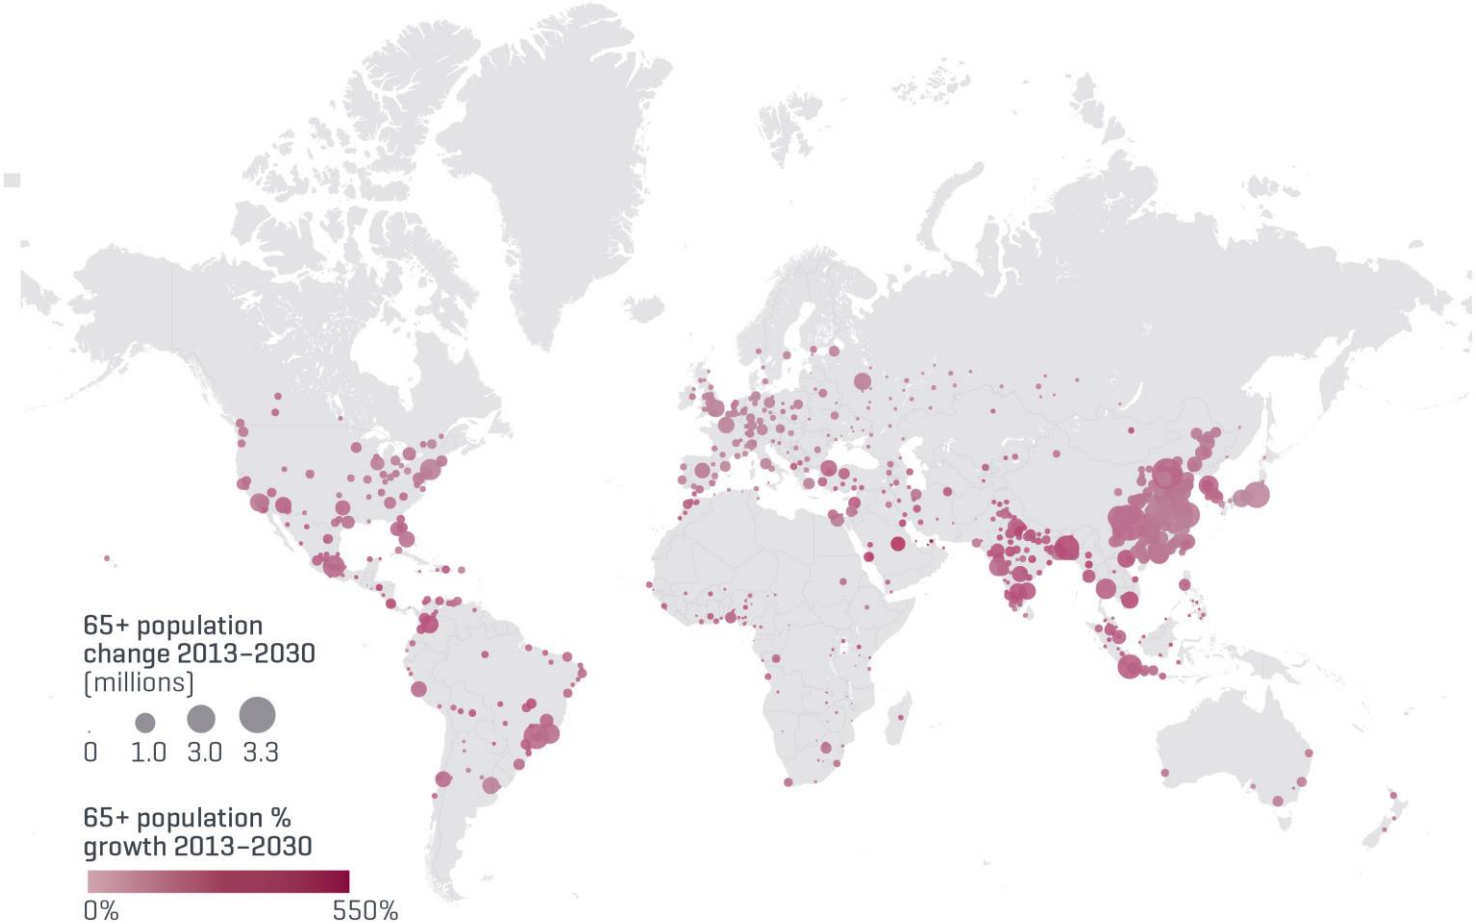 65+ population
change 2013–2030
(millions)
0 1.0 3.0 3.3
65+ population %
growth 2013–2030
0% 550%